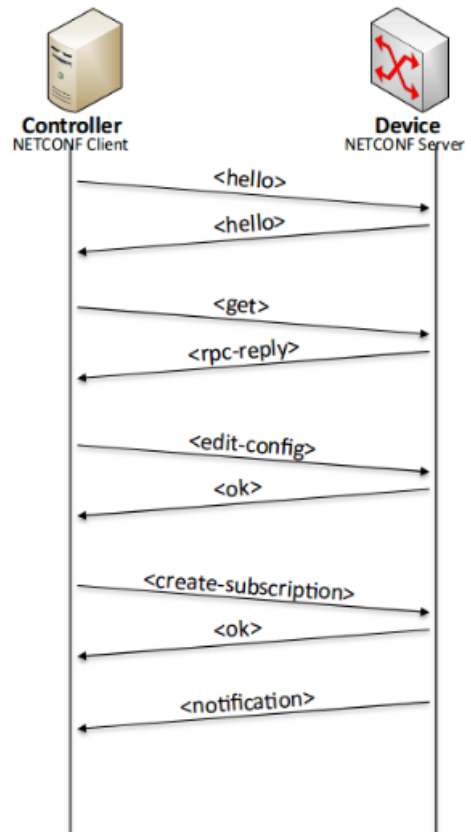 Controller
NETCONF Client
Device
NETCONF Server
<hello>
<hello>
<get>
<rpc-reply>
<edit-config>
<ok>
<create-subscription>
<ok>
<notification>